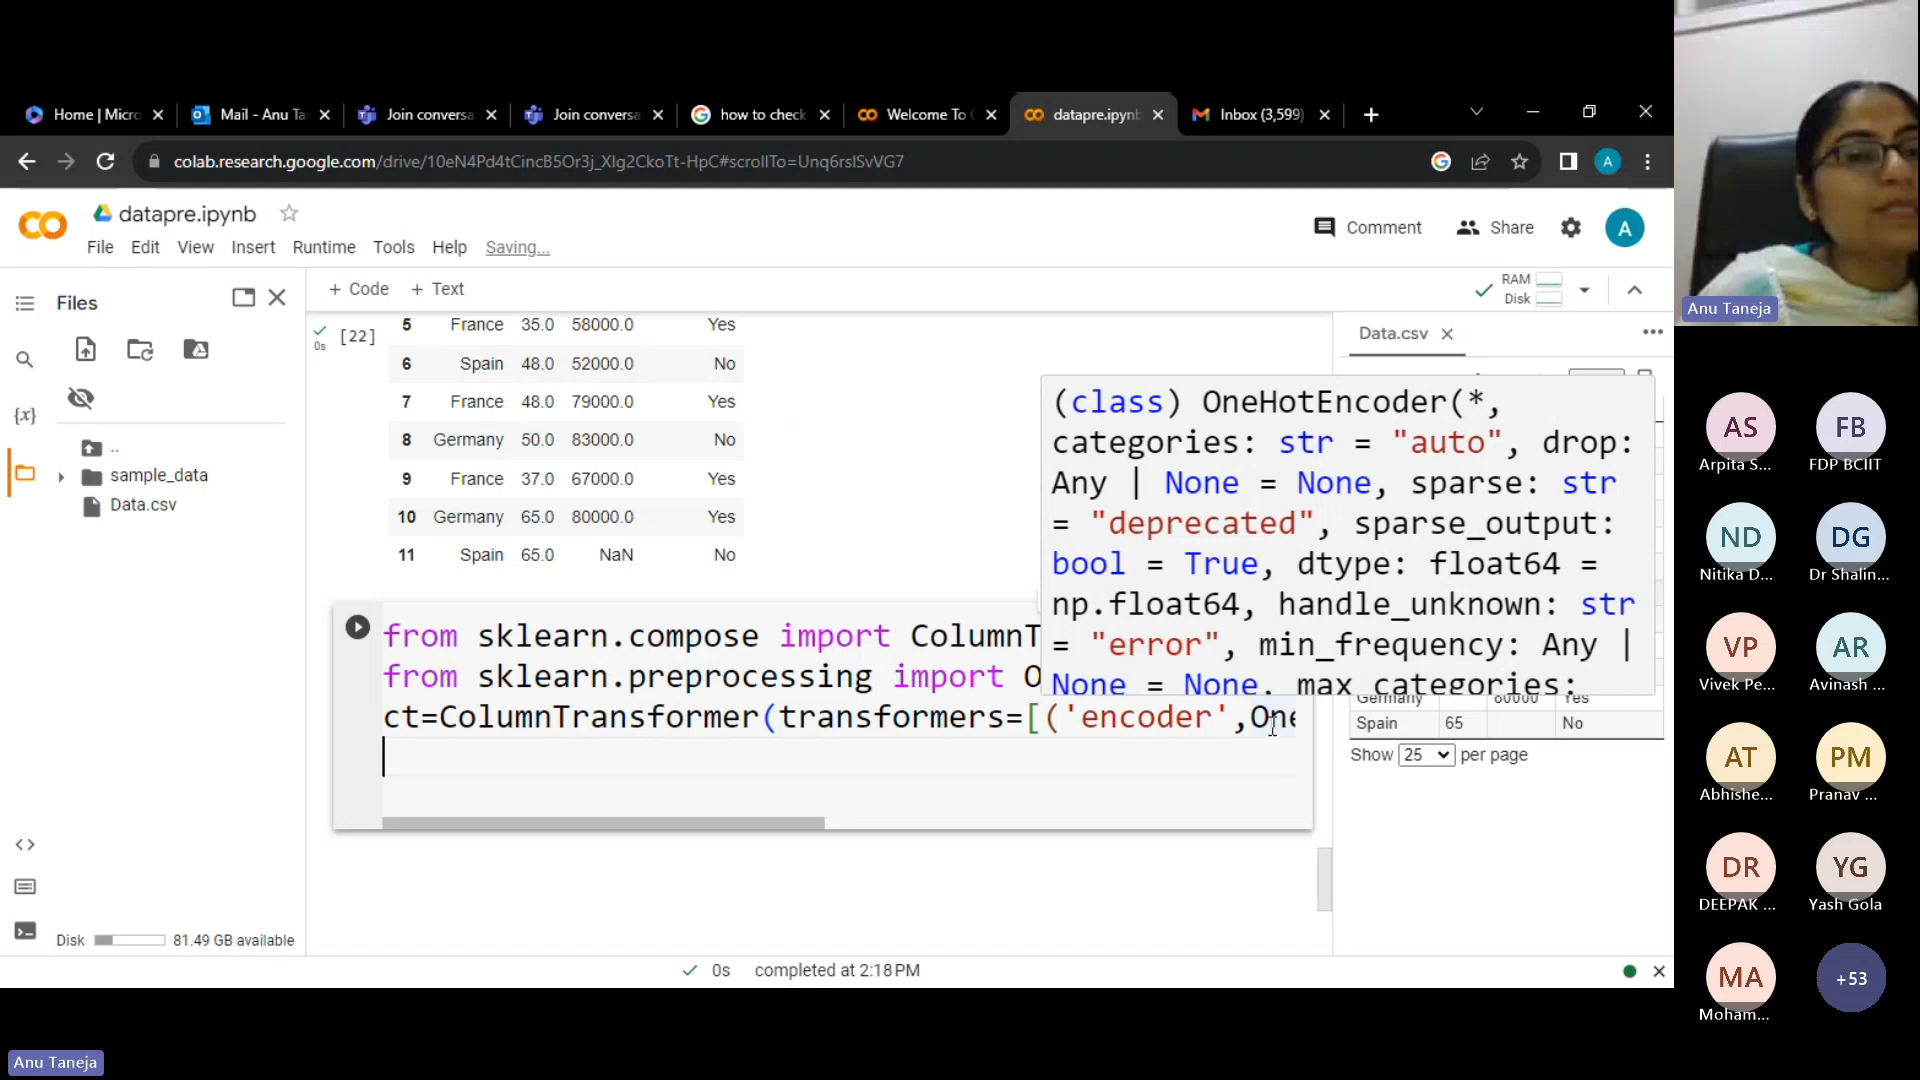 Home | Micro
Mail - Anu Ta
Join conversa
Join conversa
how to check
Welcome To C
datapre.ipynb
Inbox (3,599)
colab.research.google.com/drive/10eN4Pd4tCincB5Or3j_XIg2CkoTt-HpC#scrollTo=Unq6rslSvVG7
A
datapre.ipynb
File Edit View Insert Runtime Tools Help Saving...
Comment
Share
A
Files
+ Code + Text
RAM
Disk
{x}
..
sample_data
Data.csv
Disk 81.49 GB available
0s
[22]
5 France 35.0 58000.0 Yes
6 Spain 48.0 52000.0 No
7 France 48.0 79000.0 Yes
8 Germany 50.0 83000.0 No
9 France 37.0 67000.0 Yes
10 Germany 65.0 80000.0 Yes
11 Spain 65.0 NaN No
from sklearn.compose import ColumnT
from sklearn.preprocessing import O
ct=ColumnTransformer(transformers=[('encoder',One
(class) OneHotEncoder(*,
categories: str = "auto", drop:
Any | None = None, sparse: str
= "deprecated", sparse_output:
bool = True, dtype: float64 =
np.float64, handle_unknown: str
= "error", min_frequency: Any |
None = None, max_categories:
Data.csv
Germany 80000 Yes
Spain 65 No
Show 25 per page
0s completed at 2:18 PM
Anu Taneja
AS
Arpita S...
FB
FDP BCIIT
ND
Nitika D...
DG
Dr Shalin...
VP
Vivek Pe...
AR
Avinash ...
AT
Abhishe...
PM
Pranav ...
DR
DEEPAK ...
YG
Yash Gola
MA
Moham...
+53
Anu Taneja